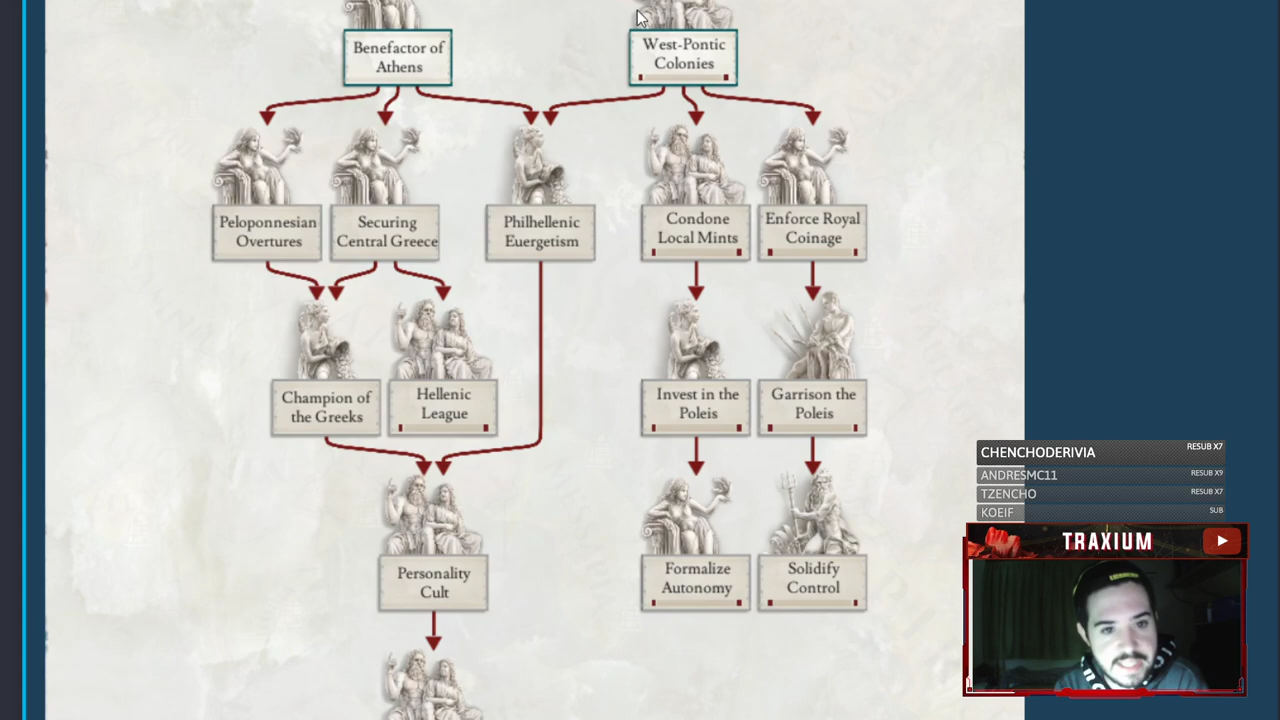 Benefactor of
Athens
West-Pontic
Colonies
Peloponnesian
Overtures
Securing
Central Greece
Philhellenic
Euergetism
Condone
Local Mints
Enforce Royal
Coinage
Champion of
the Greeks
Hellenic
League
Invest in the
Poleis
Garrison the
Poleis
Personality
Cult
Formalize
Autonomy
Solidify
Control
CHENCHODERIVIA RESUB X7
ANDRESMC11 RESUB X9
TZENCHO RESUB X7
KOEIF SUB
TRAXIUM